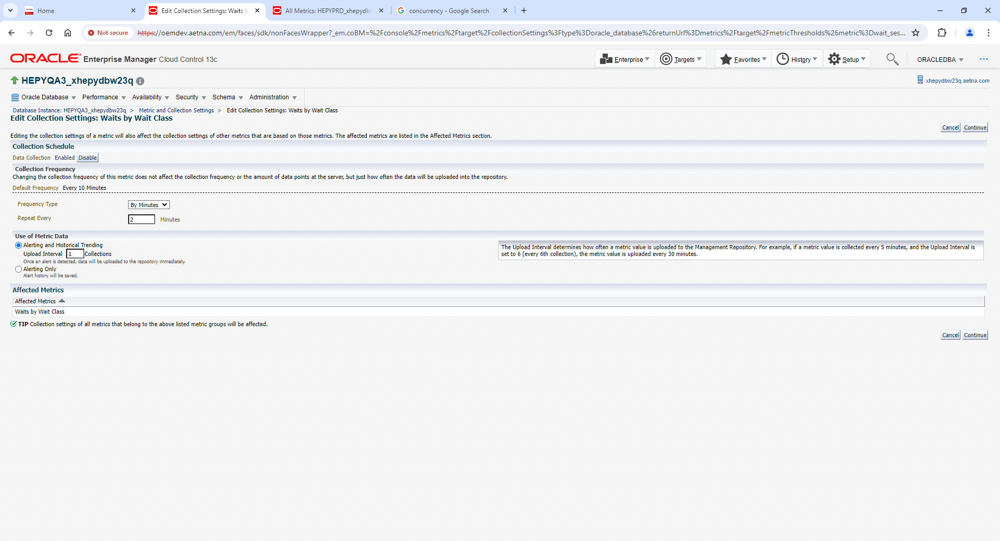 Home
Edit Collection Settings: Waits b
All Metrics: HEPYPRD_xhepydbr
concurrency - Google Search
Not secure
https://oemdev.aetna.com/em/faces/sdk/nonFacesWrapper?_em.coBM=%2Fconsole%2Fmetrics%2Ftarget%2FcollectionSettings%3Ftype%3Doracle_database%26returnUrl%3Dmetrics%2Ftarget%2FmetricThresholds%26metric%3Dwait_ses...
ORACLE Enterprise Manager Cloud Control 13c
Enterprise
Targets
Favorites
History
Setup
ORACLEDBA
HEPYQA3_xhepydbw23q
xhepydbw23q.aetna.com
Oracle Database Performance Availability Security Schema Administration
Database Instance: HEPYQA3_xhepydbw23q > Metric and Collection Settings > Edit Collection Settings: Waits by Wait Class
Edit Collection Settings: Waits by Wait Class
Cancel Continue
Editing the collection settings of a metric will also affect the collection settings of other metrics that are based on those metrics. The affected metrics are listed in the Affected Metrics section.
Collection Schedule
Data Collection Enabled Disable
Collection Frequency
Changing the collection frequency of this metric does not affect the collection frequency or the amount of data points at the server, but just how often the data will be uploaded into the repository.
Default Frequency Every 10 Minutes
Frequency Type By Minutes
Repeat Every 2 Minutes
Use of Metric Data
Alerting and Historical Trending
Upload Interval 1 Collections
Once an alert is detected, data will be uploaded to the repository immediately.
Alerting Only
Alert history will be saved.
The Upload Interval determines how often a metric value is uploaded to the Management Repository. For example, if a metric value is collected every 5 minutes, and the Upload Interval is
set to 6 (every 6th collection), the metric value is uploaded every 30 minutes.
Affected Metrics
Affected Metrics
Waits by Wait Class
TIP Collection settings of all metrics that belong to the above listed metric groups will be affected.
Cancel Continue